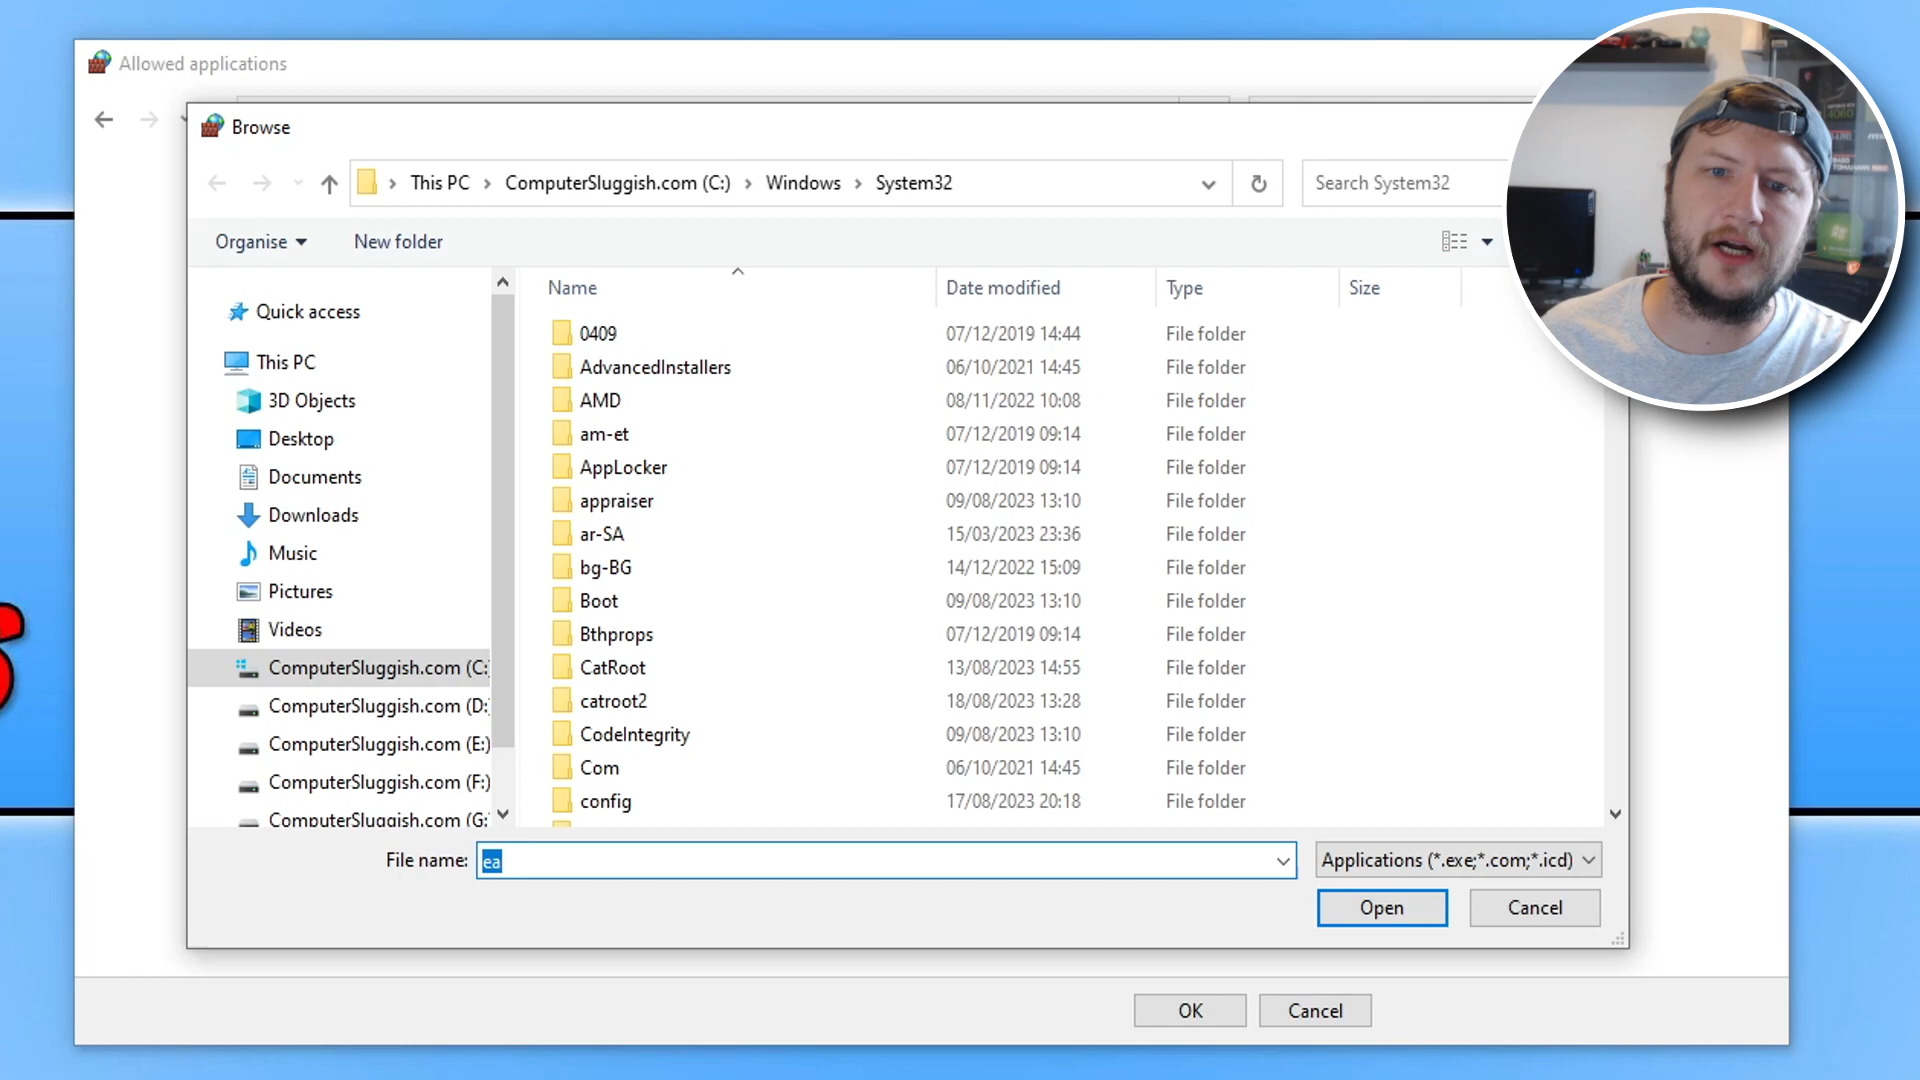 Allowed applications
Browse
This PC ComputerSluggish.com (C:) Windows System32
Search System32
Organise New folder
Name Date modified Type Size
Quick access
This PC
3D Objects
Desktop
Documents
Downloads
Music
Pictures
Videos
ComputerSluggish.com (C:
ComputerSluggish.com (D:
ComputerSluggish.com (E:)
ComputerSluggish.com (F:)
ComputerSluggish.com (G:
0409 07/12/2019 14:44 File folder
AdvancedInstallers 06/10/2021 14:45 File folder
AMD 08/11/2022 10:08 File folder
am-et 07/12/2019 09:14 File folder
AppLocker 07/12/2019 09:14 File folder
appraiser 09/08/2023 13:10 File folder
ar-SA 15/03/2023 23:36 File folder
bg-BG 14/12/2022 15:09 File folder
Boot 09/08/2023 13:10 File folder
Bthprops 07/12/2019 09:14 File folder
CatRoot 13/08/2023 14:55 File folder
catroot2 18/08/2023 13:28 File folder
CodeIntegrity 09/08/2023 13:10 File folder
Com 06/10/2021 14:45 File folder
config 17/08/2023 20:18 File folder
File name: ea Applications (*.exe;*.com;*.icd)
Open Cancel
OK Cancel